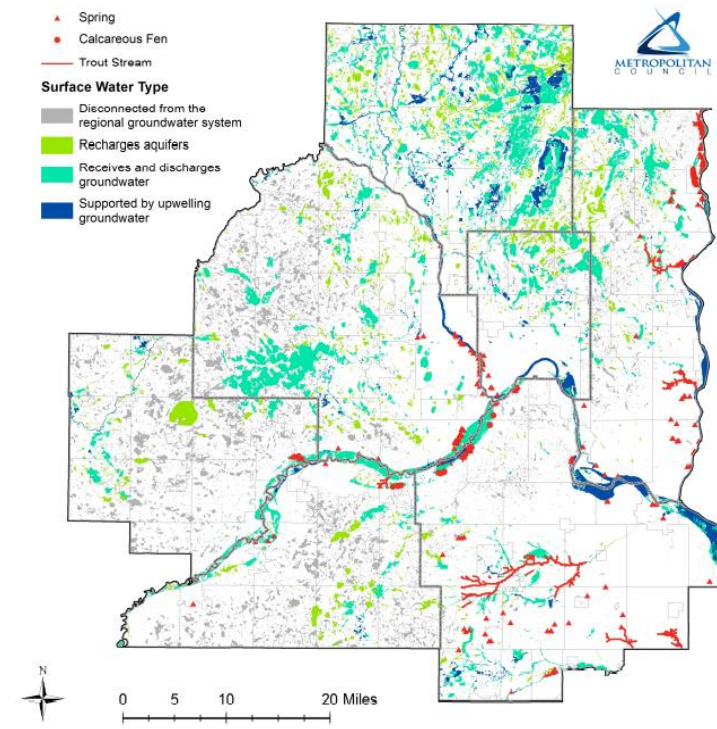 Spring
Calcareous Fen
Trout Stream
Surface Water Type
Disconnected from the
regional groundwater system
Recharges aquifers
Receives and discharges
groundwater
Supported by upwelling
groundwater
METROPOLITAN
COUNCIL
N
0 5 10 20 Miles